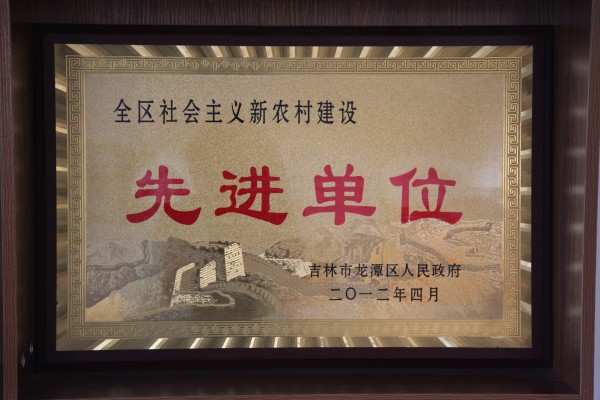 全区社会主义新农村建设
先进单位
吉林市龙潭区人民政府
二〇一二年四月